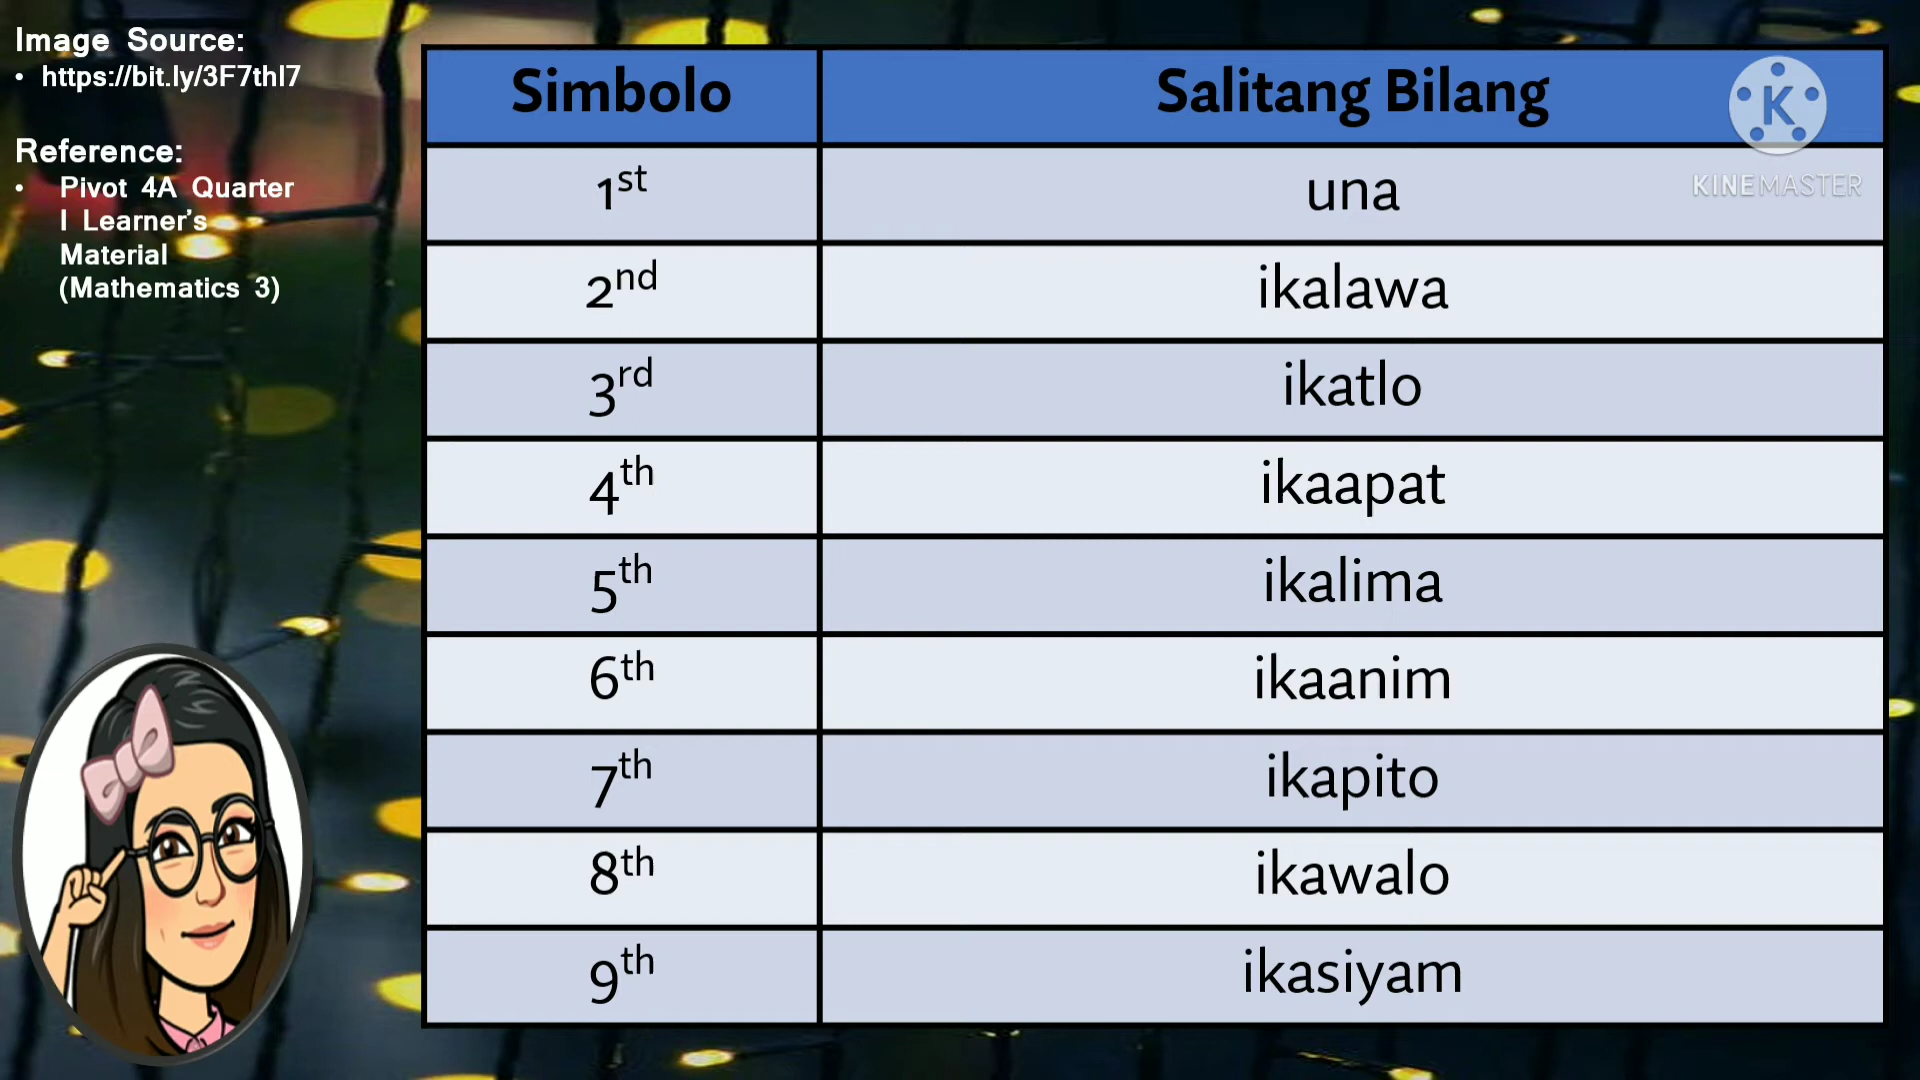 Image Source:
• https://bit.ly/3F7thI7
Reference:
• Pivot 4A Quarter
I Learner's
Material
(Mathematics 3)
Simbolo Salitang Bilang
1st una
2nd ikalawa
3rd ikatlo
4th ikaapat
5th ikalima
6th ikaanim
7th ikapito
8th ikawalo
9th ikasiyam
K
KINEMASTER